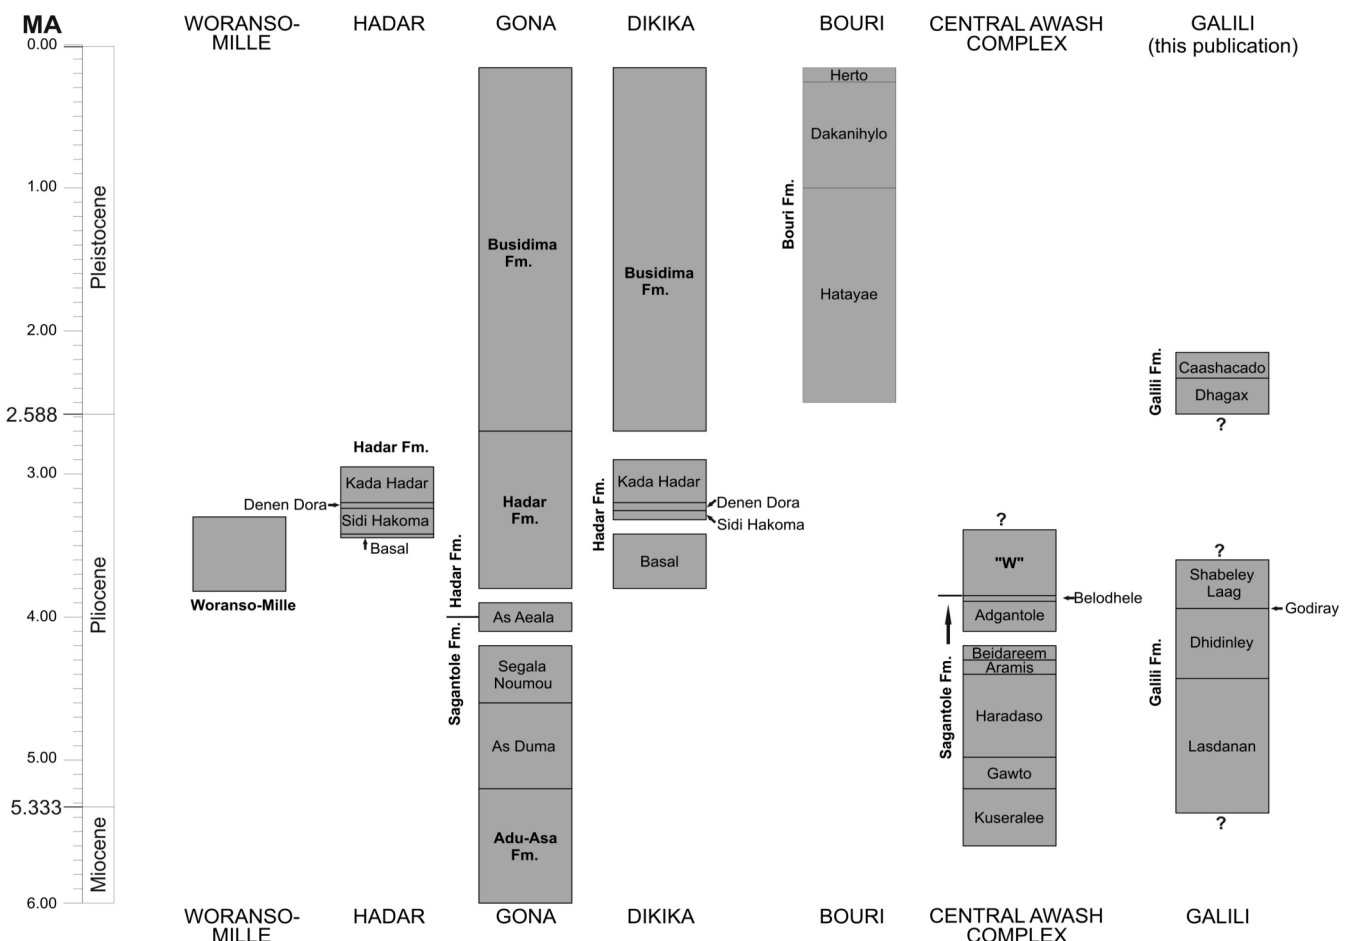 MA
WORANSO-
MILLE
HADAR
GONA
DIKIKA
BOURI
CENTRAL AWASH
COMPLEX
GALILI
(this publication)
0.00
1.00
2.00
2.588
3.00
4.00
5.00
5.333
6.00
Pleistocene
Pliocene
Miocene
Woranso-Mille
Hadar Fm.
Kada Hadar
Denen Dora
Sidi Hakoma
Basal
Busidima
Fm.
Hadar
Fm.
Hadar Fm.
As Aeala
Sagantole Fm.
Segala
Noumou
As Duma
Adu-Asa
Fm.
Busidima
Fm.
Hadar Fm.
Kada Hadar
Denen Dora
Sidi Hakoma
Basal
Bouri Fm.
Herto
Dakanihylo
Hatayae
?
"W"
Belodhele
Adgantole
Sagantole Fm.
Beidareem
Aramis
Haradaso
Gawto
Kuseralee
Galili Fm.
Caashacado
Dhagax
?
?
Shabeley
Laag
Godiray
Dhidinley
Galili Fm.
Lasdanan
?
WORANSO-
MILLE
HADAR
GONA
DIKIKA
BOURI
CENTRAL AWASH
COMPLEX
GALILI